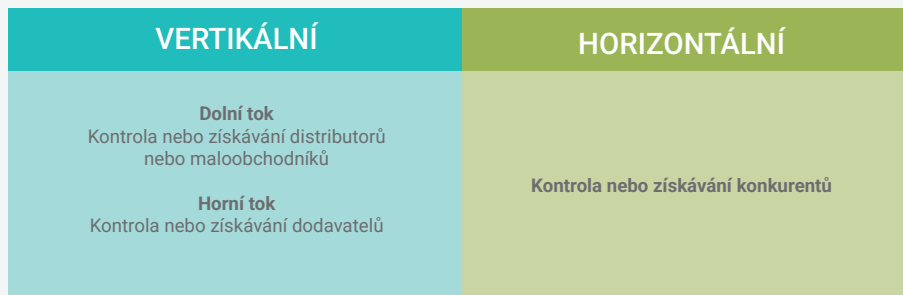 VERTIKÁLNÍ
Dolní tok
Kontrola nebo získávání distributorů
nebo maloobchodníků
Horní tok
Kontrola nebo získávání dodavatelů
HORIZONTÁLNÍ
Kontrola nebo získávání konkurentů